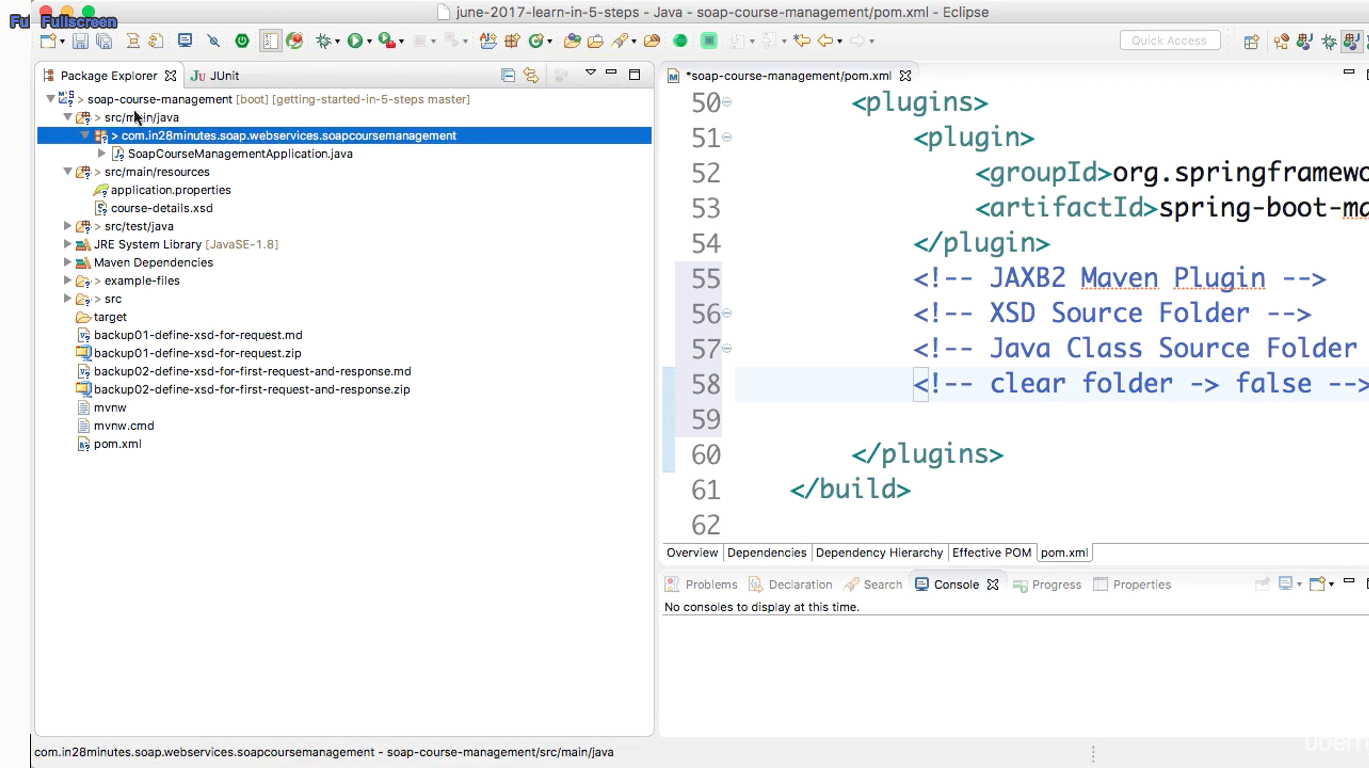 Fu Fullscreen
june-2017-learn-in-5-steps - Java - soap-course-management/pom.xml - Eclipse
Quick Access
Package Explorer
JUnit
soap-course-management [boot] [getting-started-in-5-steps master]
> src/main/java
> com.in28minutes.soap.webservices.soapcoursemanagement
SoapCourseManagementApplication.java
> src/main/resources
application.properties
course-details.xsd
> src/test/java
JRE System Library [JavaSE-1.8]
Maven Dependencies
> example-files
> src
target
backup01-define-xsd-for-request.md
backup01-define-xsd-for-request.zip
backup02-define-xsd-for-first-request-and-response.md
backup02-define-xsd-for-first-request-and-response.zip
mvnw
mvnw.cmd
pom.xml
*soap-course-management/pom.xml
50 <plugins>
51 <plugin>
52 <groupId>org.springframewo
53 <artifactId>spring-boot-ma
54 </plugin>
55 <!-- JAXB2 Maven Plugin -->
56 <!-- XSD Source Folder -->
57 <!-- Java Class Source Folder
58 <!-- clear folder -> false -->
59
60 </plugins>
61 </build>
62
Overview Dependencies Dependency Hierarchy Effective POM pom.xml
Problems Declaration Search Console Progress Properties
No consoles to display at this time.
com.in28minutes.soap.webservices.soapcoursemanagement - soap-course-management/src/main/java